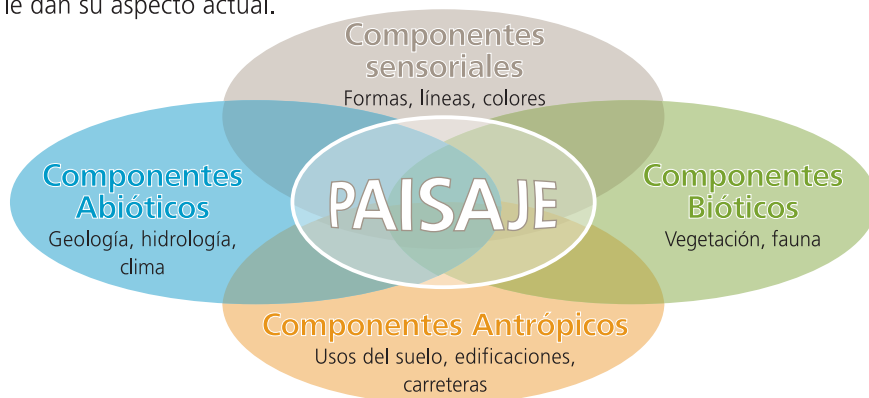 le dan su aspecto actual.
Componentes
sensoriales
Formas, líneas, colores
Componentes
Abióticos
Geología, hidrología,
clima
PAISAJE
Componentes
Bióticos
Vegetación, fauna
Componentes Antrópicos
Usos del suelo, edificaciones,
carreteras